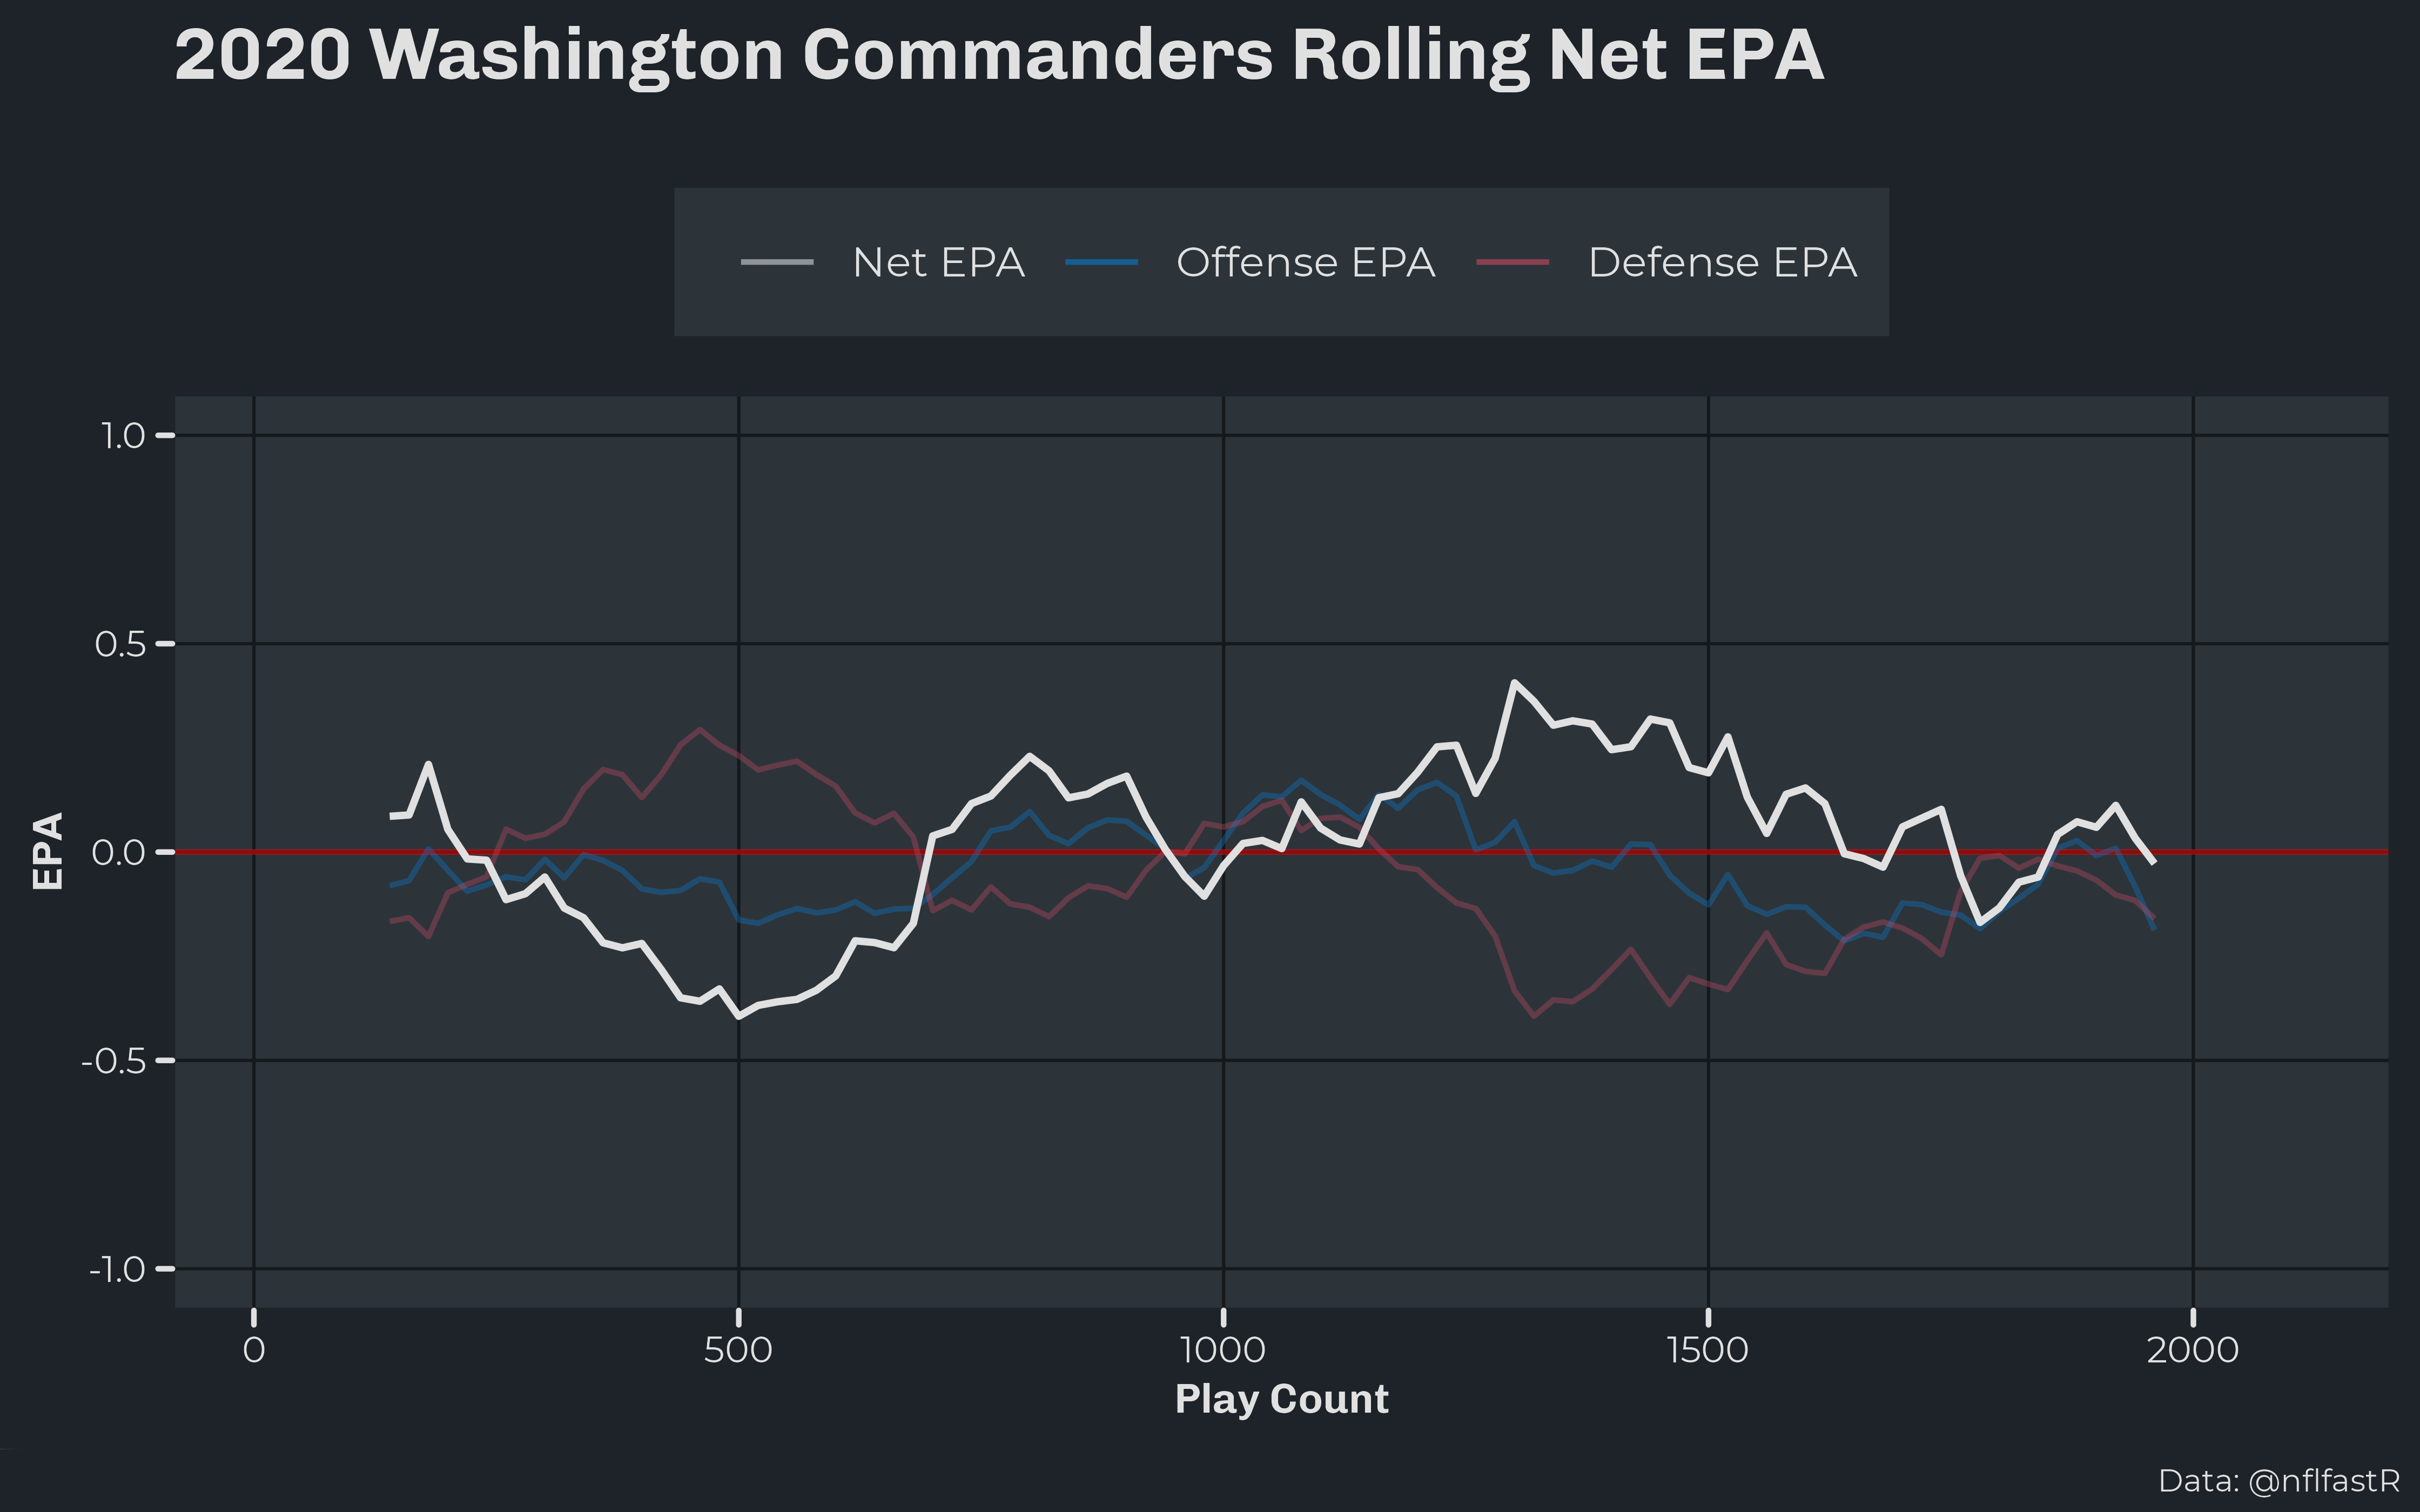 2020 Washington Commanders Rolling Net EPA
Net EPA Offense EPA Defense EPA
1.0
0.5
0.0
-0.5
-1.0
EPA
0 500 1000 1500 2000
Play Count
Data: @nflfastR